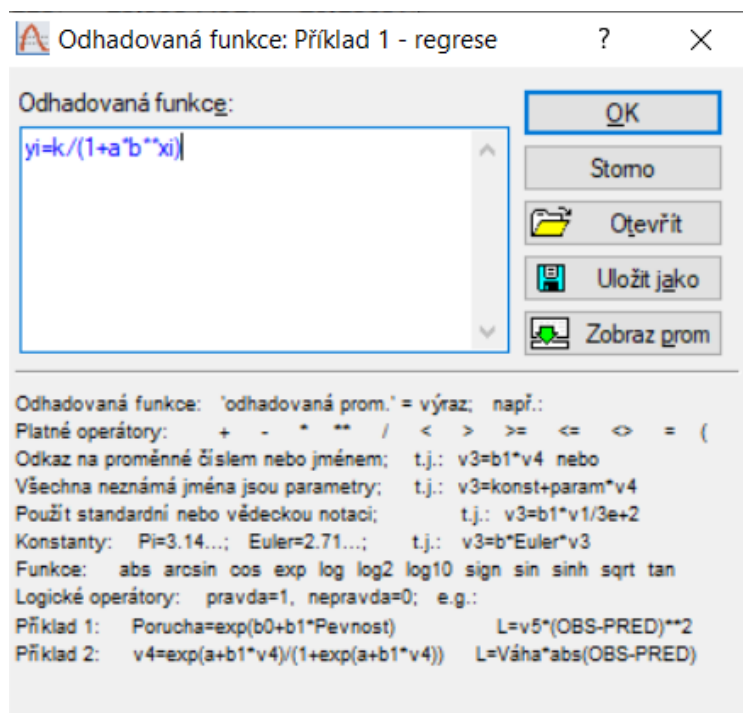 Odhadovaná funkce: Příklad 1 - regrese ? ×
Odhadovaná funkce:
yi=k/(1+a*b**xi)
OK
Storno
Otevřít
Uložit jako
Zobraz prom
Odhadovaná funkce: 'odhadovaná prom.' = výraz; např.:
Platné operátory: + - * ** / < > >= <= <> = (
Odkaz na proměnné číslem nebo jménem; t.j.: v3=b1*v4 nebo
Všechna neznámá jména jsou parametry; t.j.: v3=konst+param*v4
Použít standardní nebo vědeckou notaci; t.j.: v3=b1*v1/3e+2
Konstanty: Pi=3.14...; Euler=2.71...; t.j.: v3=b*Euler*v3
Funkce: abs arcsin cos exp log log2 log10 sign sin sinh sqrt tan
Logické operátory: pravda=1, nepravda=0; e.g.:
Příklad 1: Porucha=exp(b0+b1*Pevnost) L=v5*(OBS-PRED)**2
Příklad 2: v4=exp(a+b1*v4)/(1+exp(a+b1*v4)) L=Váha*abs(OBS-PRED)